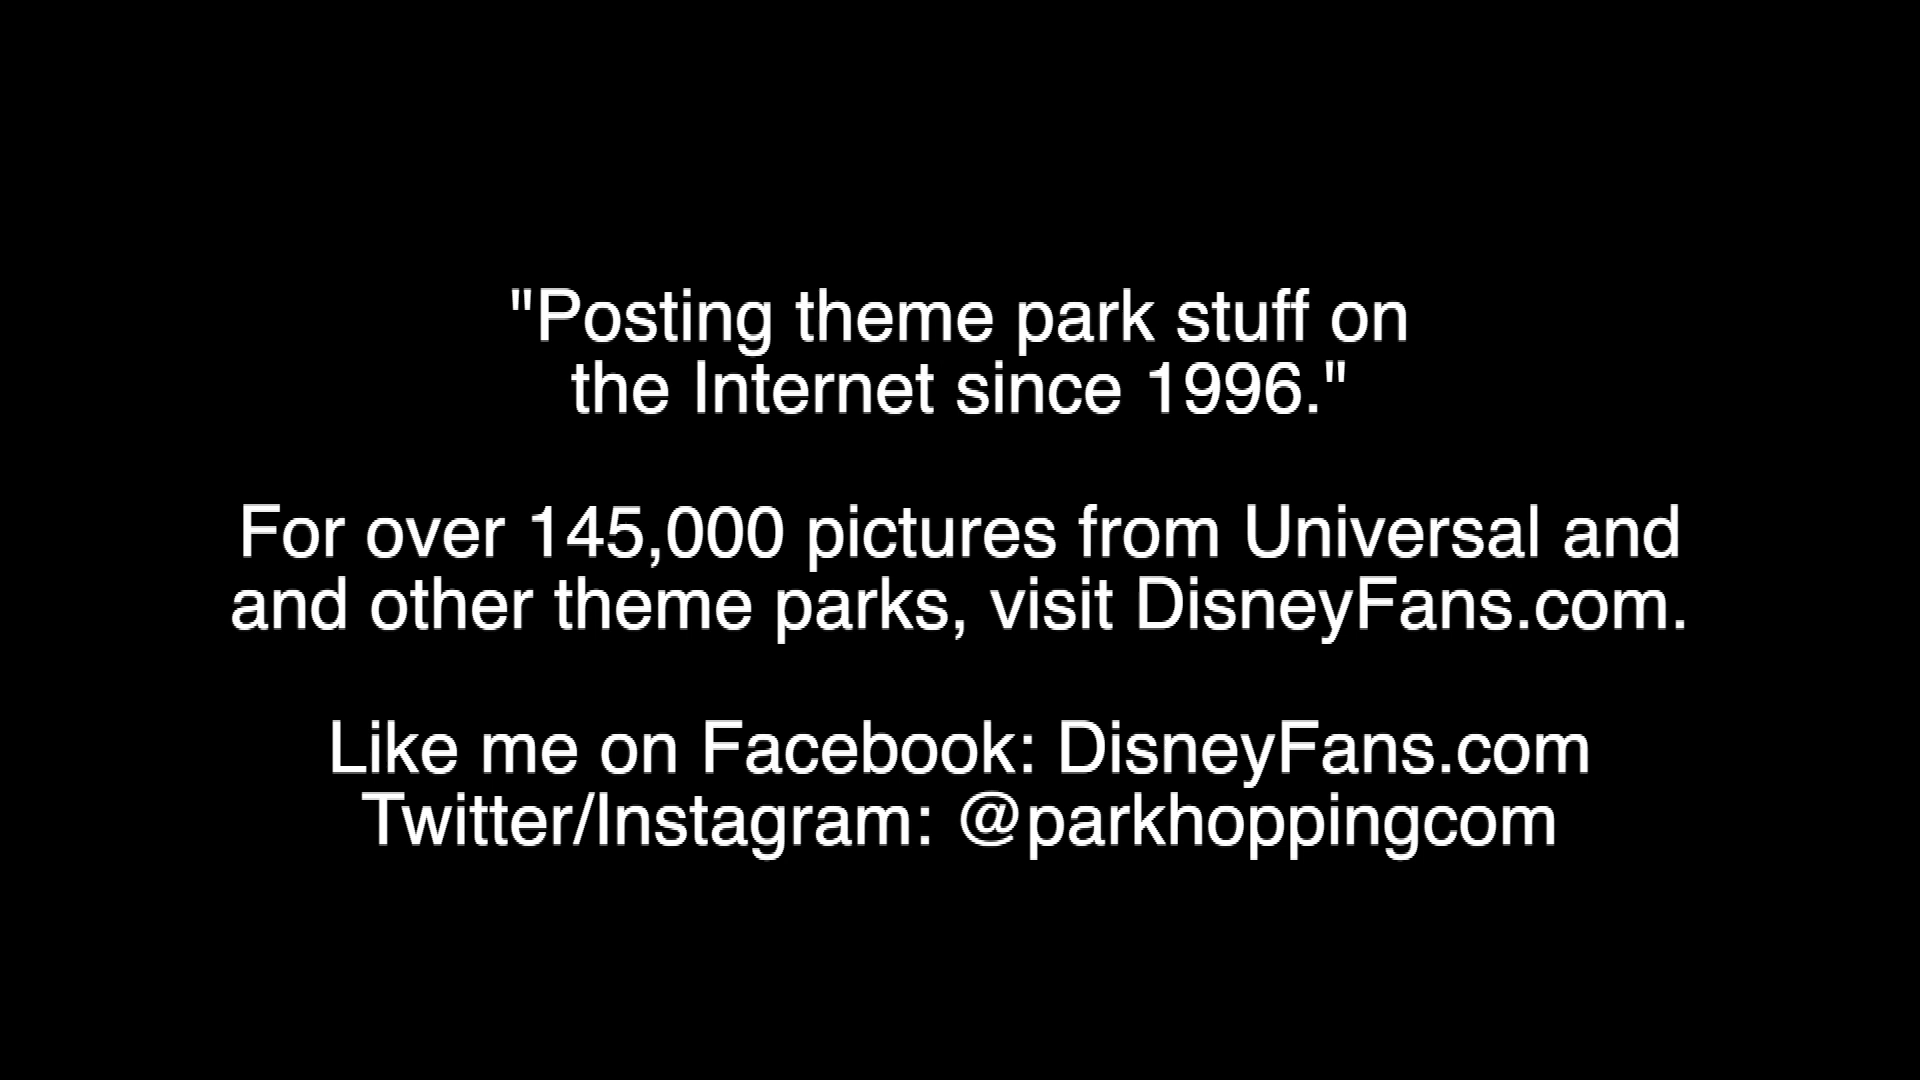 "Posting theme park stuff on
the Internet since 1996."
For over 145,000 pictures from Universal and
and other theme parks, visit DisneyFans.com.
Like me on Facebook: DisneyFans.com
Twitter/Instagram: @parkhoppingcom